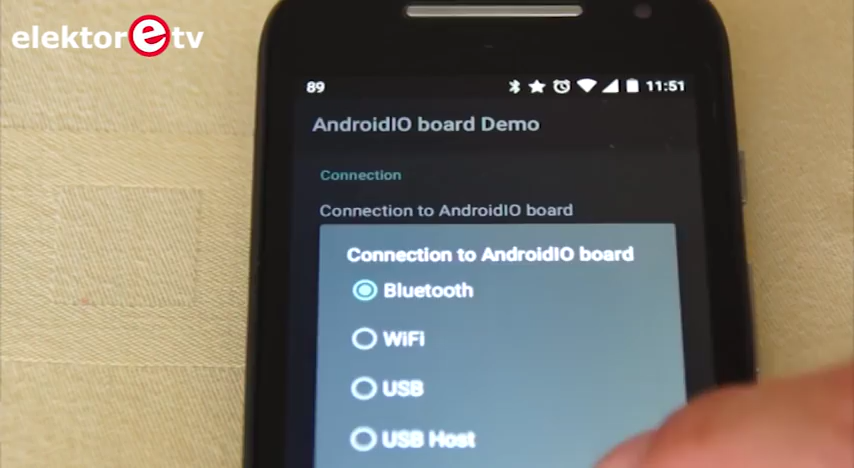 elektor e tv
89
11:51
AndroidIO board Demo
Connection
Connection to AndroidIO board
Connection to AndroidIO board
Bluetooth
WiFi
USB
USB Host